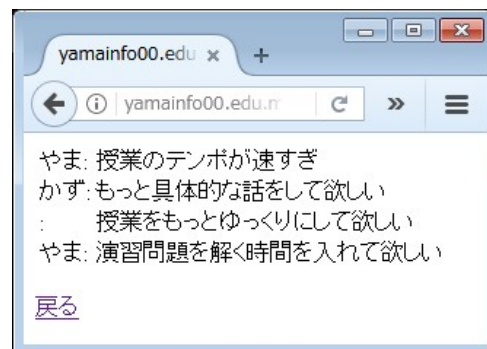 yamainfo00.edu
yamainfo00.edu.m
やま: 授業のテンポが速すぎ
かず: もっと具体的な話をして欲しい
: 授業をもっとゆっくりにして欲しい
やま: 演習問題を解く時間を入れて欲しい
戻る